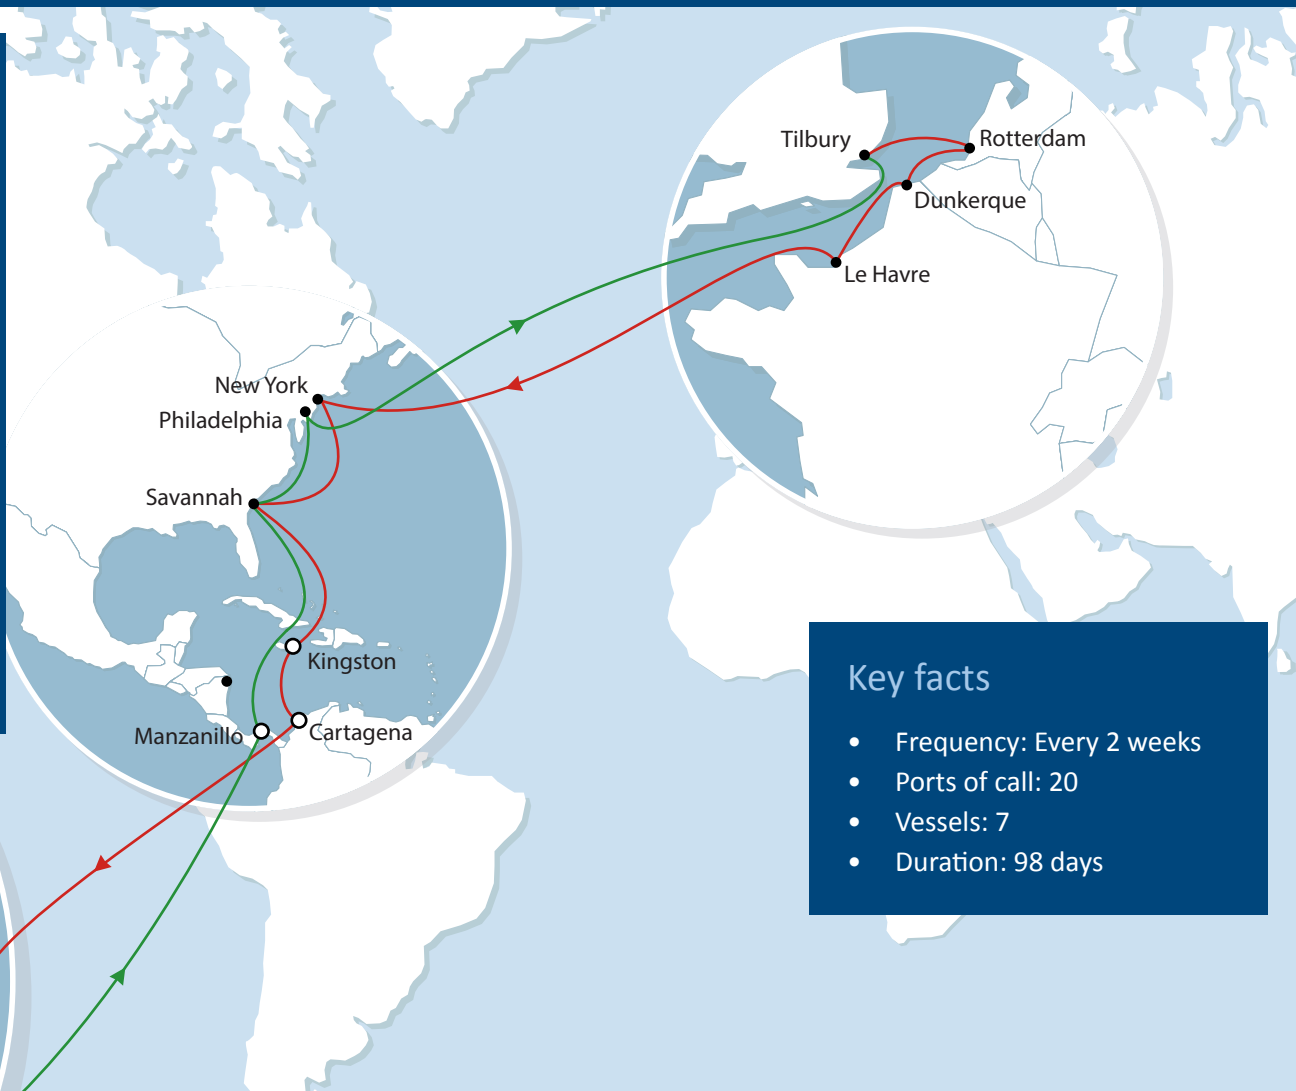 Tilbury
Rotterdam
Dunkerque
Le Havre
New York
Philadelphia
Savannah
Kingston
Manzanillo
Cartagena
Key facts
• Frequency: Every 2 weeks
• Ports of call: 20
• Vessels: 7
• Duration: 98 days